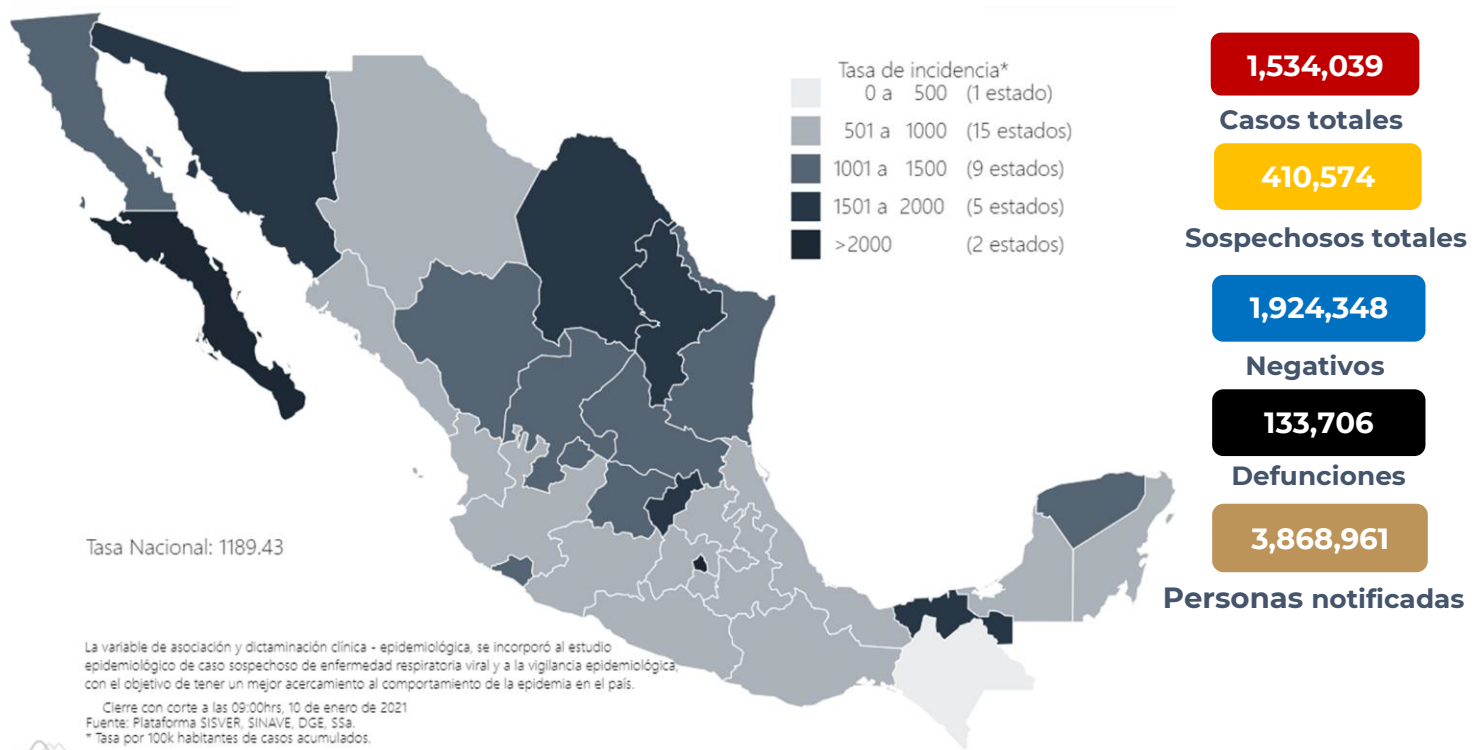 Tasa de incidencia*
0 a 500 (1 estado)
501 a 1000 (15 estados)
1001 a 1500 (9 estados)
1501 a 2000 (5 estados)
>2000 (2 estados)
1,534,039
Casos totales
410,574
Sospechosos totales
1,924,348
Negativos
133,706
Defunciones
3,868,961
Personas notificadas
Tasa Nacional: 1189.43
La variable de asociación y dictaminación clínica - epidemiológica, se incorporó al estudio
epidemiológico de caso sospechoso de enfermedad respiratoria viral y a la vigilancia epidemiológica,
con el objetivo de tener un mejor acercamiento al comportamiento de la epidemia en el país.
Cierre con corte a las 09:00hrs, 10 de enero de 2021
Fuente: Plataforma SISVER, SINAVE, DGE, SSa.
* Tasa por 100k habitantes de casos acumulados.